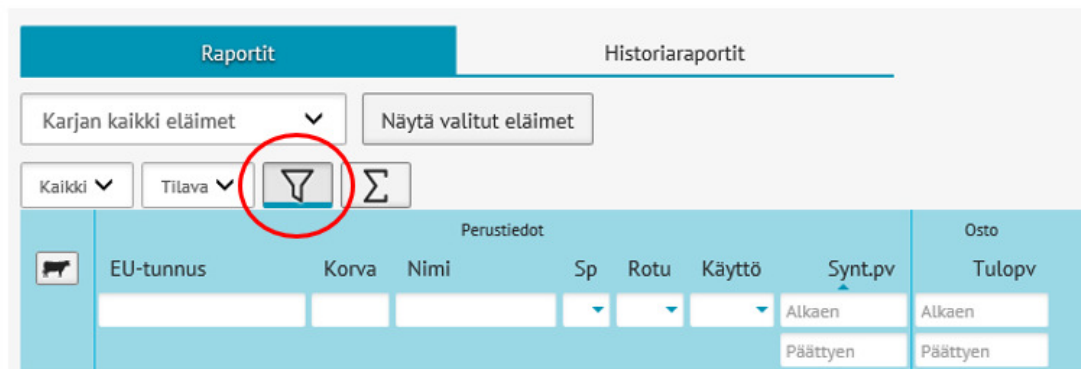 Raportit Historiaraportit
Karjan kaikki eläimet Näytä valitut eläimet
Kaikki Tilava Σ
Perustiedot Osto
EU-tunnus Korva Nimi Sp Rotu Käyttö Synt.pv Tulopv
Alkaen Alkaen
Päättyen Päättyen